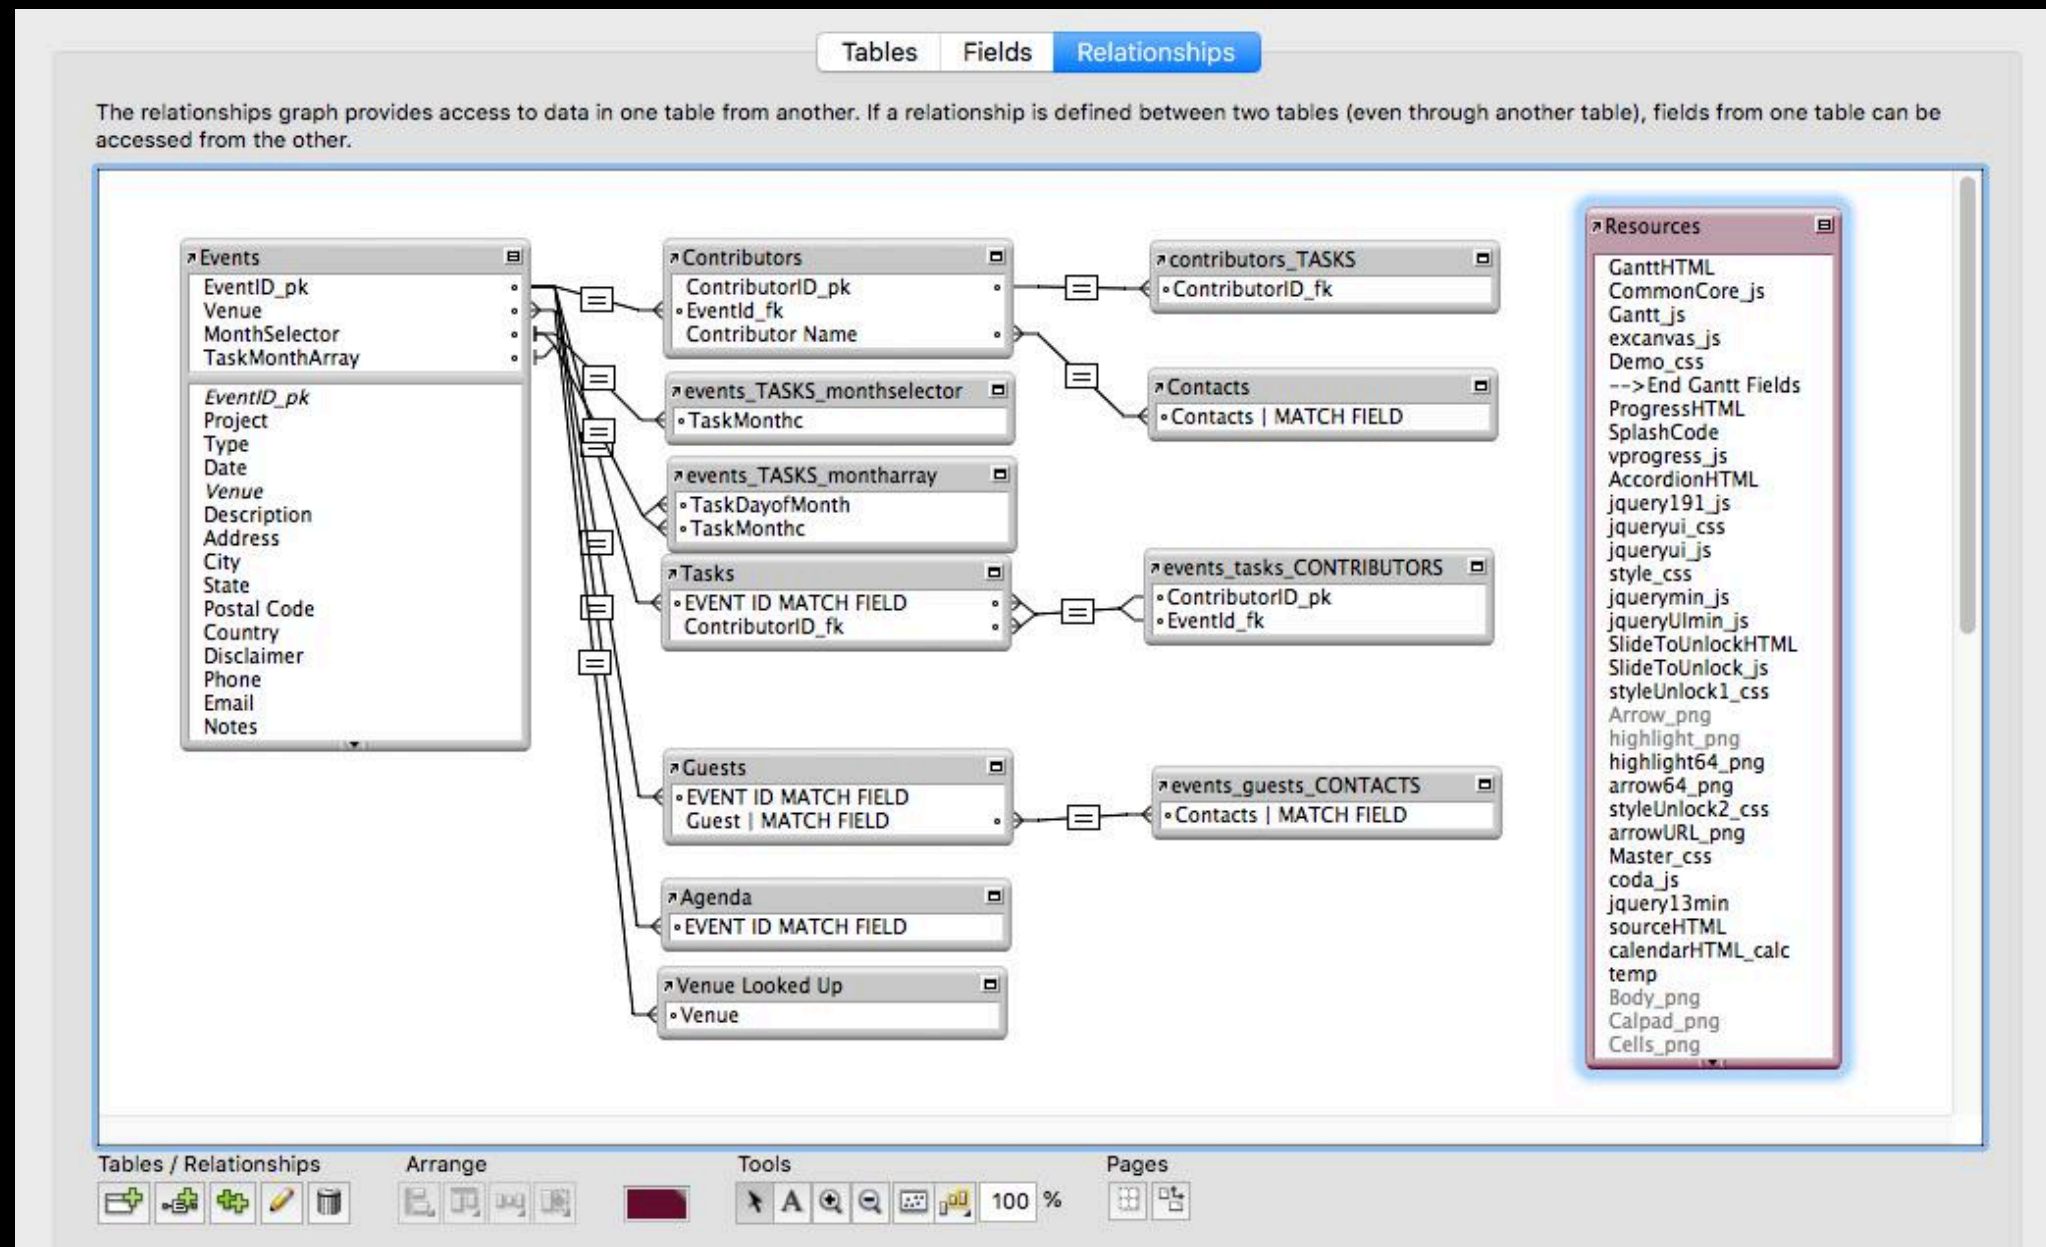 Tables
Fields
Relationships
The relationships graph provides access to data in one table from another. If a relationship is defined between two tables (even through another table), fields from one table can be
accessed from the other.
Events
EventID_pk
Venue
MonthSelector
TaskMonthArray
EventID_pk
Project
Type
Date
Venue
Description
Address
City
State
Postal Code
Country
Disclaimer
Phone
Email
Notes
Contributors
ContributorID_pk
EventId_fk
Contributor Name
events_TASKS_monthselector
TaskMonthc
events_TASKS_montharray
TaskDayofMonth
TaskMonthc
Tasks
EVENT ID MATCH FIELD
ContributorID_fk
Guests
EVENT ID MATCH FIELD
Guest | MATCH FIELD
Agenda
EVENT ID MATCH FIELD
Venue Looked Up
Venue
contributors_TASKS
ContributorID_fk
Contacts
Contacts | MATCH FIELD
events_tasks_CONTRIBUTORS
ContributorID_pk
EventId_fk
events_guests_CONTACTS
Contacts | MATCH FIELD
Resources
GanttHTML
CommonCore_js
Gantt_js
excanvas_js
Demo_css
-->End Gantt Fields
ProgressHTML
SplashCode
vprogress_js
AccordionHTML
jquery191_js
jqueryui_css
jqueryui_js
style_css
jquerymin_js
jqueryUImin_js
SlideToUnlockHTML
SlideToUnlock_js
styleUnlock1_css
Arrow_png
highlight_png
highlight64_png
arrow64_png
styleUnlock2_css
arrowURL_png
Master_css
coda_js
jquery13min
sourceHTML
calendarHTML_calc
temp
Body_png
Calpad_png
Cells_png
Tables / Relationships
Arrange
Tools
Pages
A
100 %